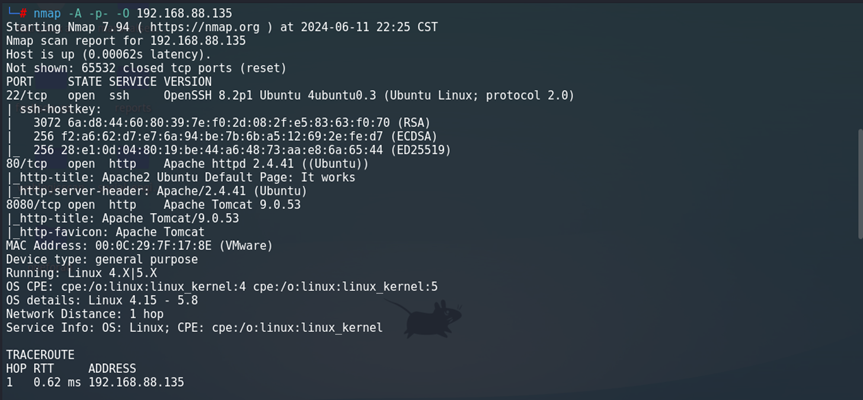 └─# nmap -A -p- -O 192.168.88.135
Starting Nmap 7.94 ( https://nmap.org ) at 2024-06-11 22:25 CST
Nmap scan report for 192.168.88.135
Host is up (0.00062s latency).
Not shown: 65532 closed tcp ports (reset)
PORT     STATE SERVICE VERSION
22/tcp   open  ssh     OpenSSH 8.2p1 Ubuntu 4ubuntu0.3 (Ubuntu Linux; protocol 2.0)
| ssh-hostkey:
|   3072 6a:d8:44:60:80:39:7e:f0:2d:08:2f:e5:83:63:f0:70 (RSA)
|   256 f2:a6:62:d7:e7:6a:94:be:7b:6b:a5:12:69:2e:fe:d7 (ECDSA)
|_  256 28:e1:0d:04:80:19:be:44:a6:48:73:aa:e8:6a:65:44 (ED25519)
80/tcp   open  http    Apache httpd 2.4.41 ((Ubuntu))
|_http-title: Apache2 Ubuntu Default Page: It works
|_http-server-header: Apache/2.4.41 (Ubuntu)
8080/tcp open  http    Apache Tomcat 9.0.53
|_http-title: Apache Tomcat/9.0.53
|_http-favicon: Apache Tomcat
MAC Address: 00:0C:29:7F:17:8E (VMware)
Device type: general purpose
Running: Linux 4.X|5.X
OS CPE: cpe:/o:linux:linux_kernel:4 cpe:/o:linux:linux_kernel:5
OS details: Linux 4.15 - 5.8
Network Distance: 1 hop
Service Info: OS: Linux; CPE: cpe:/o:linux:linux_kernel
TRACEROUTE
HOP RTT     ADDRESS
1   0.62 ms 192.168.88.135